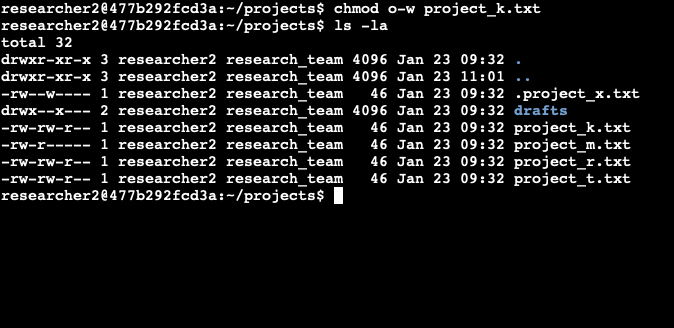 researcher2@477b292fcd3a:~/projects$ chmod o-w project_k.txt
researcher2@477b292fcd3a:~/projects$ ls -la
total 32
drwxr-xr-x 3 researcher2 research_team 4096 Jan 23 09:32 .
drwxr-xr-x 3 researcher2 research_team 4096 Jan 23 11:01 ..
-rw--w---- 1 researcher2 research_team   46 Jan 23 09:32 .project_x.txt
drwx--x--- 2 researcher2 research_team 4096 Jan 23 09:32 drafts
-rw-rw-r-- 1 researcher2 research_team   46 Jan 23 09:32 project_k.txt
-rw-r----- 1 researcher2 research_team   46 Jan 23 09:32 project_m.txt
-rw-rw-r-- 1 researcher2 research_team   46 Jan 23 09:32 project_r.txt
-rw-rw-r-- 1 researcher2 research_team   46 Jan 23 09:32 project_t.txt
researcher2@477b292fcd3a:~/projects$